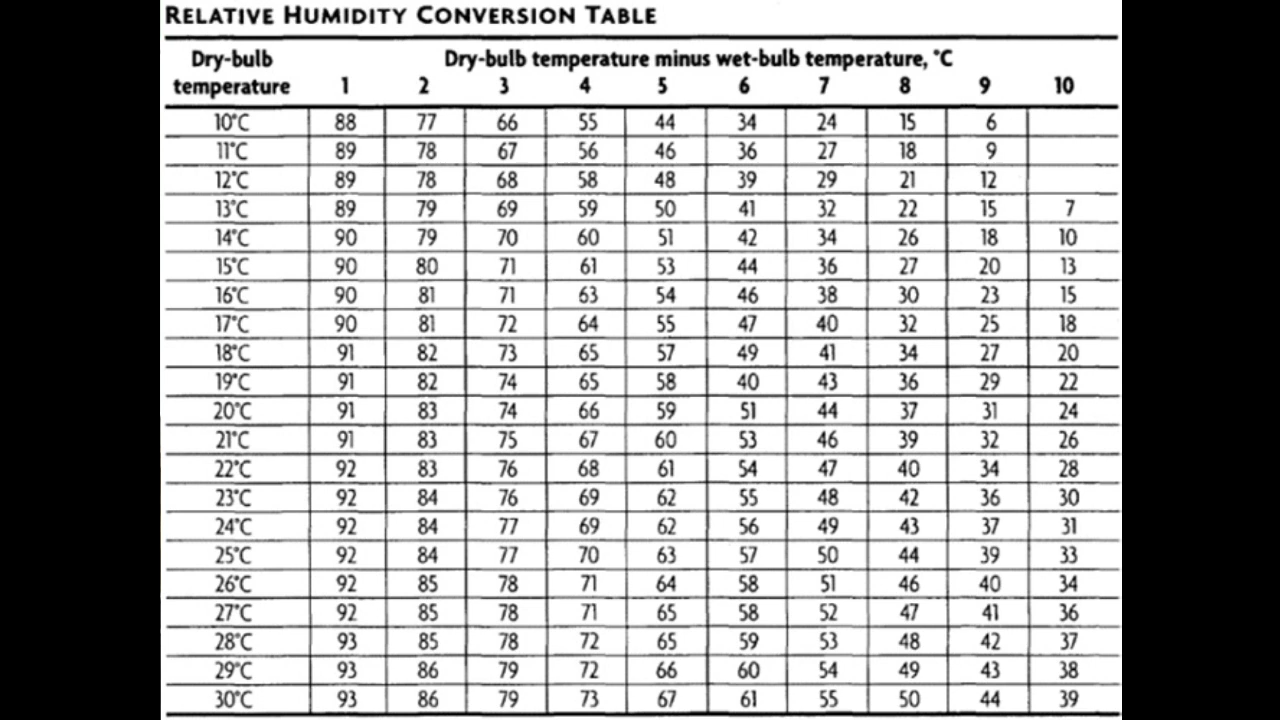 RELATIVE HUMIDITY CONVERSION TABLE
Dry-bulb Dry-bulb temperature minus wet-bulb temperature, °C
temperature 1 2 3 4 5 6 7 8 9 10
10°C 88 77 66 55 44 34 24 15 6
11°C 89 78 67 56 46 36 27 18 9
12°C 89 78 68 58 48 39 29 21 12
13°C 89 79 69 59 50 41 32 22 15 7
14°C 90 79 70 60 51 42 34 26 18 10
15°C 90 80 71 61 53 44 36 27 20 13
16°C 90 81 71 63 54 46 38 30 23 15
17°C 90 81 72 64 55 47 40 32 25 18
18°C 91 82 73 65 57 49 41 34 27 20
19°C 91 82 74 65 58 40 43 36 29 22
20°C 91 83 74 66 59 51 44 37 31 24
21°C 91 83 75 67 60 53 46 39 32 26
22°C 92 83 76 68 61 54 47 40 34 28
23°C 92 84 76 69 62 55 48 42 36 30
24°C 92 84 77 69 62 56 49 43 37 31
25°C 92 84 77 70 63 57 50 44 39 33
26°C 92 85 78 71 64 58 51 46 40 34
27°C 92 85 78 71 65 58 52 47 41 36
28°C 93 85 78 72 65 59 53 48 42 37
29°C 93 86 79 72 66 60 54 49 43 38
30°C 93 86 79 73 67 61 55 50 44 39